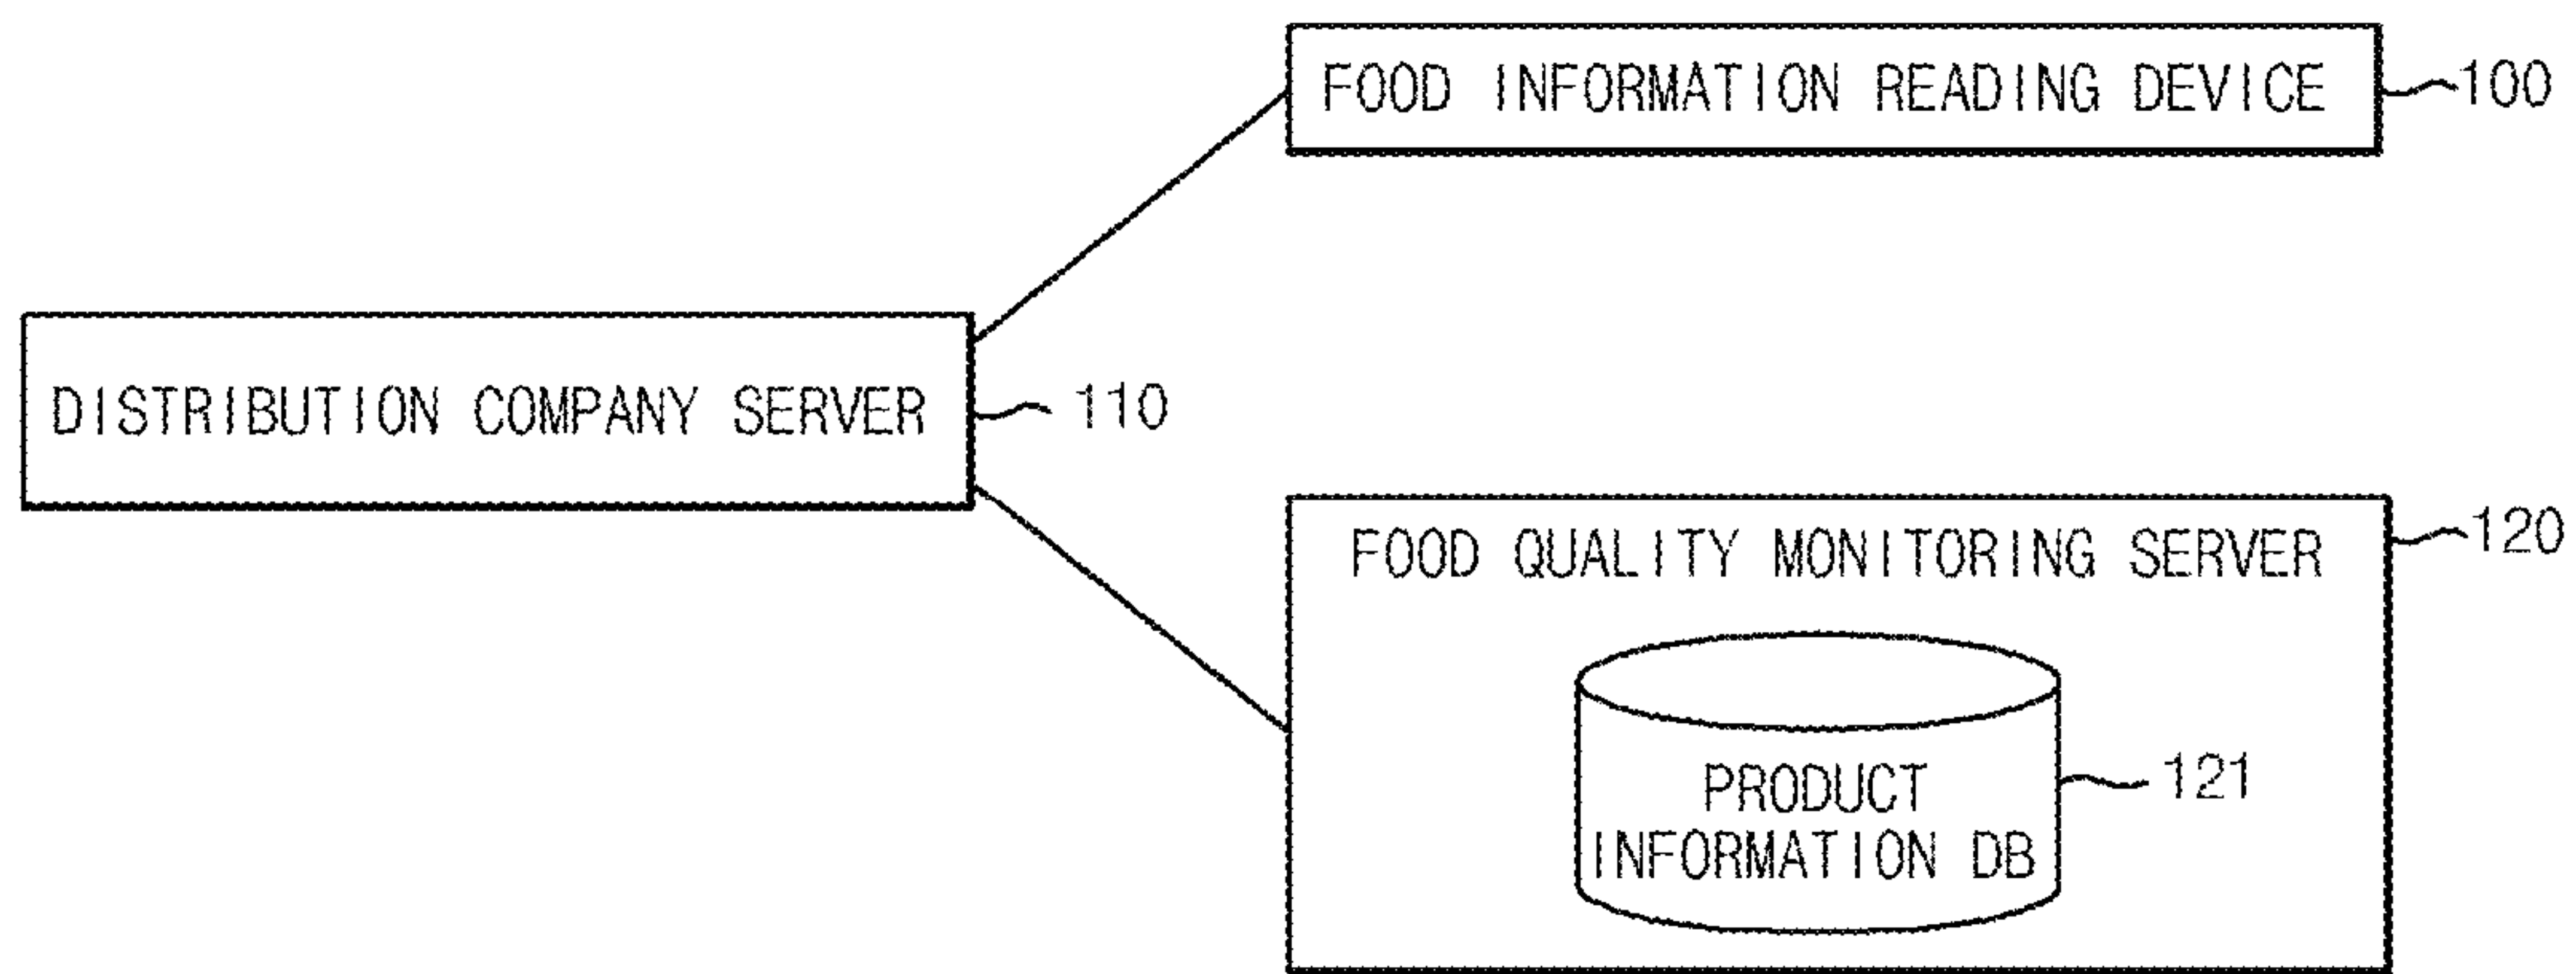 FOOD INFORMATION READING DEVICE
100
DISTRIBUTION COMPANY SERVER
110
FOOD QUALITY MONITORING SERVER
120
PRODUCT
INFORMATION DB
121